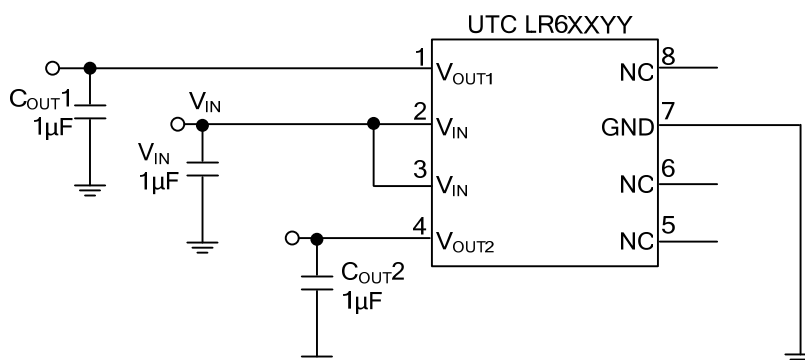 UTC LR6XXYY
1
VOUT1
8
NC
COUT1
1µF
VIN
2
VIN
7
GND
VIN
1µF
3
VIN
6
NC
4
VOUT2
5
NC
COUT2
1µF